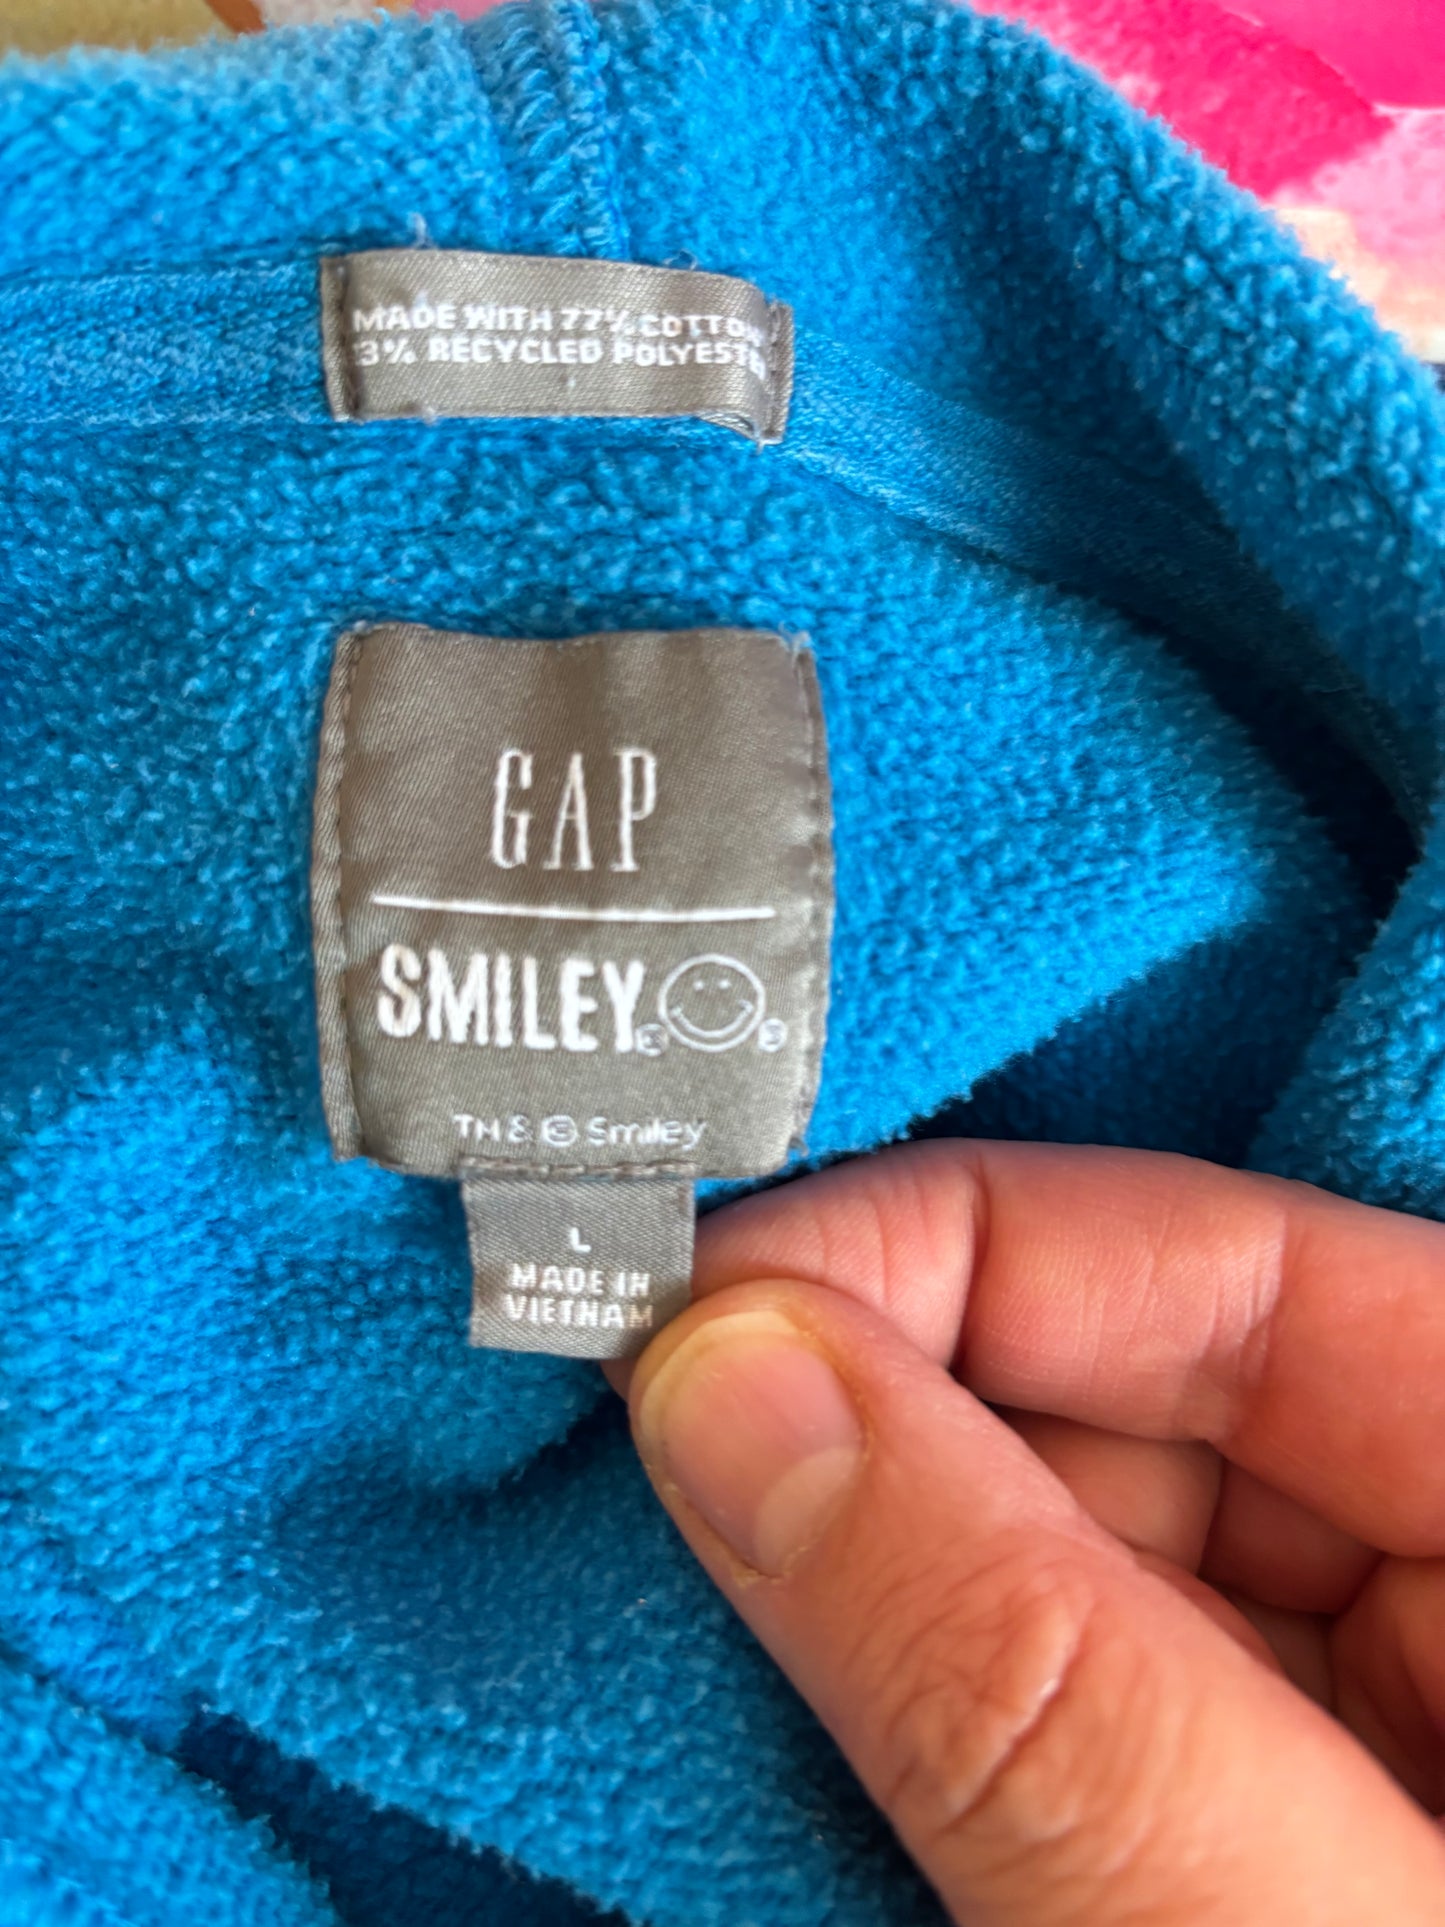 MADE WITH 77% COTTON
3% RECYCLED POLYESTER
GAP
SMILEY®®
TM & © Smiley
L
MADE IN
VIETNAM